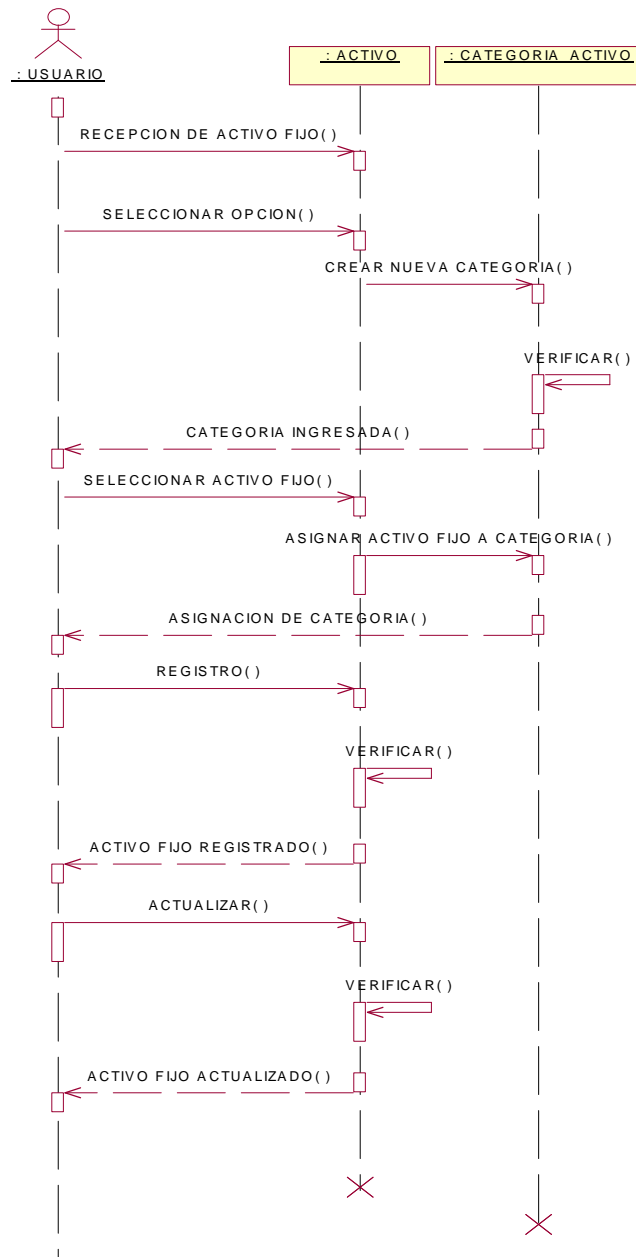 : USUARIO
: ACTIVO
: CATEGORIA ACTIVO
RECEPCION DE ACTIVO FIJO( )
SELECCIONAR OPCION( )
CREAR NUEVA CATEGORIA( )
VERIFICAR( )
CATEGORIA INGRESADA( )
SELECCIONAR ACTIVO FIJO( )
ASIGNAR ACTIVO FIJO A CATEGORIA( )
ASIGNACION DE CATEGORIA( )
REGISTRO( )
VERIFICAR( )
ACTIVO FIJO REGISTRADO( )
ACTUALIZAR( )
VERIFICAR( )
ACTIVO FIJO ACTUALIZADO( )